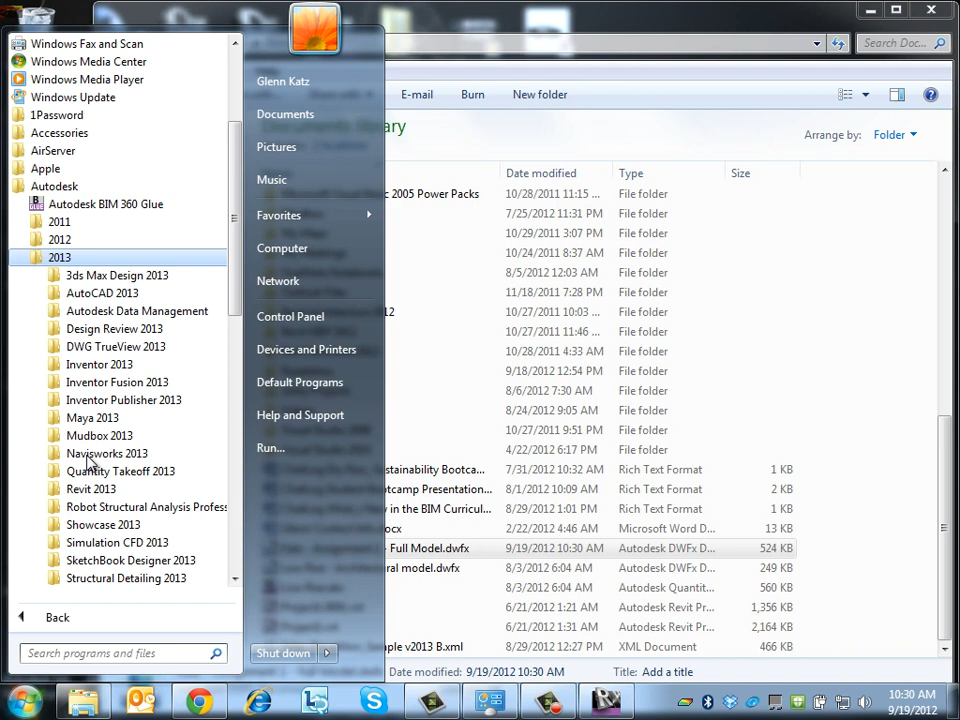 Windows Fax and Scan
Windows Media Center
Windows Media Player
Windows Update
1Password
Accessories
AirServer
Apple
Autodesk
Autodesk BIM 360 Glue
2011
2012
2013
3ds Max Design 2013
AutoCAD 2013
Autodesk Data Management
Design Review 2013
DWG TrueView 2013
Inventor 2013
Inventor Fusion 2013
Inventor Publisher 2013
Maya 2013
Mudbox 2013
Navisworks 2013
Quantity Takeoff 2013
Revit 2013
Robot Structural Analysis Profess
Showcase 2013
Simulation CFD 2013
SketchBook Designer 2013
Structural Detailing 2013
Back
Search programs and files
Glenn Katz
Documents
Pictures
Music
Favorites
Computer
Network
Control Panel
Devices and Printers
Default Programs
Help and Support
Run...
Shut down
Search Doc...
E-mail Burn New folder
ary
Arrange by: Folder
Date modified Type Size
2005 Power Packs 10/28/2011 11:15 ... File folder
7/25/2012 11:31 PM File folder
10/29/2011 3:07 PM File folder
10/24/2011 8:37 AM File folder
8/5/2012 12:03 AM File folder
11/18/2011 7:28 PM File folder
12 10/27/2011 10:03 ... File folder
10/27/2011 11:46 ... File folder
10/28/2011 4:33 AM File folder
9/18/2012 12:54 PM File folder
8/6/2012 7:30 AM File folder
8/24/2012 9:05 AM File folder
10/27/2011 9:51 PM File folder
4/22/2012 6:17 PM File folder
ustainability Bootca... 7/31/2012 10:32 AM Rich Text Format 1 KB
ootcamp Presentation... 8/1/2012 10:09 AM Rich Text Format 2 KB
in the BIM Curricul... 8/29/2012 1:01 PM Rich Text Format 1 KB
.docx 2/22/2012 4:46 AM Microsoft Word D... 13 KB
- Full Model.dwfx 9/19/2012 10:30 AM Autodesk DWFx D... 524 KB
ral model.dwfx 8/3/2012 6:04 AM Autodesk DWFx D... 249 KB
8/3/2012 6:04 AM Autodesk Quantit... 560 KB
6/21/2012 1:21 AM Autodesk Revit Pr... 1,356 KB
6/21/2012 1:31 AM Autodesk Revit Pr... 2,164 KB
ple v2013 B.xml 8/29/2012 11:30 PM XML Document 466 KB
Date modified: 9/19/2012 10:30 AM Title: Add a title
10:30 AM
9/19/2012